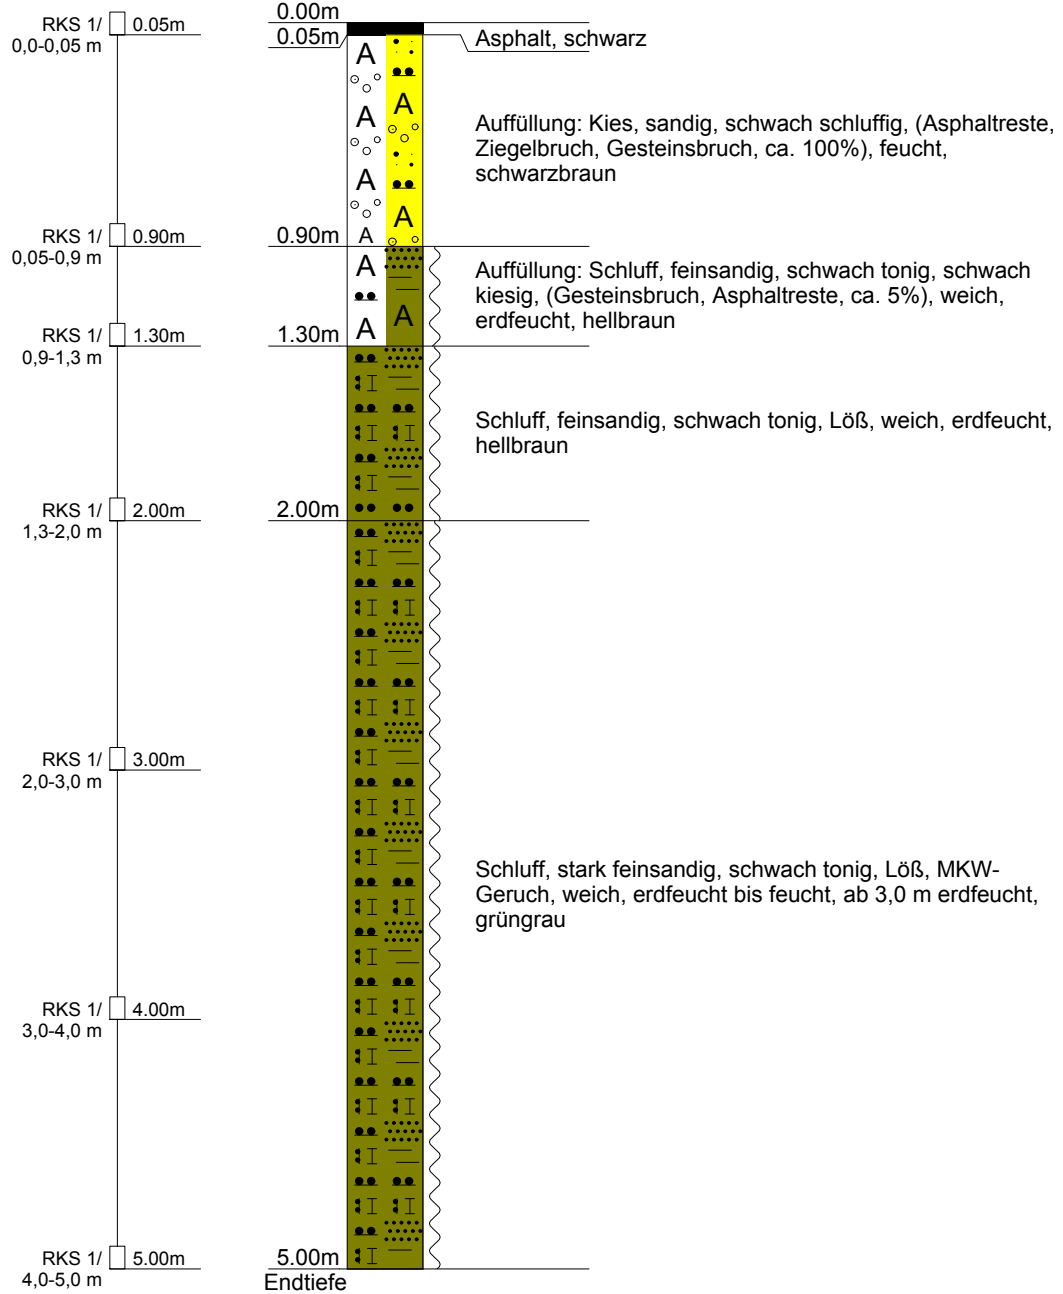 0.00m
RKS 1/ 0.05m
0,0-0,05 m
0.05m
Asphalt, schwarz
A
A
A
A
A
A
Auffüllung: Kies, sandig, schwach schluffig, (Asphaltreste,
Ziegelbruch, Gesteinsbruch, ca. 100%), feucht,
schwarzbraun
RKS 1/ 0.90m
0,05-0,9 m
0.90m
A
A
A
Auffüllung: Schluff, feinsandig, schwach tonig, schwach
kiesig, (Gesteinsbruch, Asphaltreste, ca. 5%), weich,
erdfeucht, hellbraun
RKS 1/ 1.30m
0,9-1,3 m
1.30m
Schluff, feinsandig, schwach tonig, Löß, weich, erdfeucht,
hellbraun
RKS 1/ 2.00m
1,3-2,0 m
2.00m
RKS 1/ 3.00m
2,0-3,0 m
Schluff, stark feinsandig, schwach tonig, Löß, MKW-
Geruch, weich, erdfeucht bis feucht, ab 3,0 m erdfeucht,
grüngrau
RKS 1/ 4.00m
3,0-4,0 m
RKS 1/ 5.00m
4,0-5,0 m
5.00m
Endtiefe